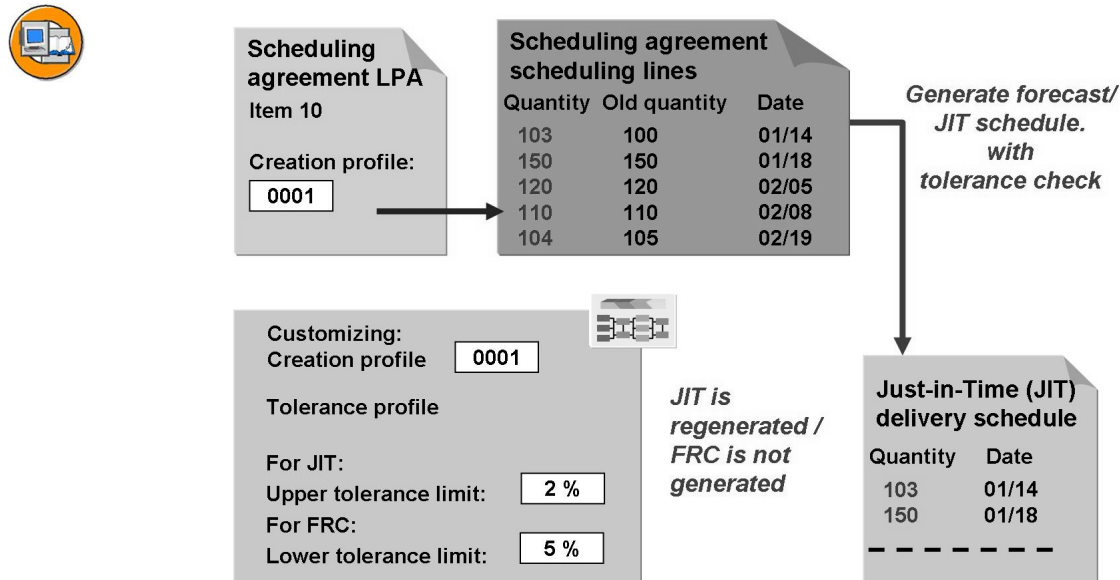 Scheduling
agreement LPA
Item 10
Creation profile:
0001
Scheduling agreement
scheduling lines
Quantity Old quantity Date
103 100 01/14
150 150 01/18
120 120 02/05
110 110 02/08
104 105 02/19
Generate forecast/
JIT schedule.
with
tolerance check
Customizing:
Creation profile 0001
Tolerance profile
For JIT:
Upper tolerance limit: 2 %
For FRC:
Lower tolerance limit: 5 %
JIT is
regenerated /
FRC is not
generated
Just-in-Time (JIT)
delivery schedule
Quantity Date
103 01/14
150 01/18